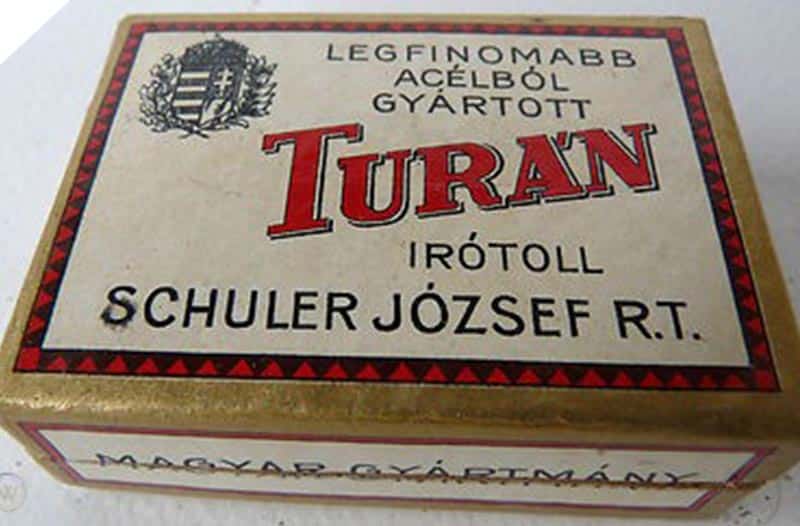 LEGFINOMABB
ACÉLBÓL
GYÁRTOTT
TURÁN
IRÓTOLL
SCHULER JÓZSEF R.T.
MAGYAR GYÁRTMÁNY.